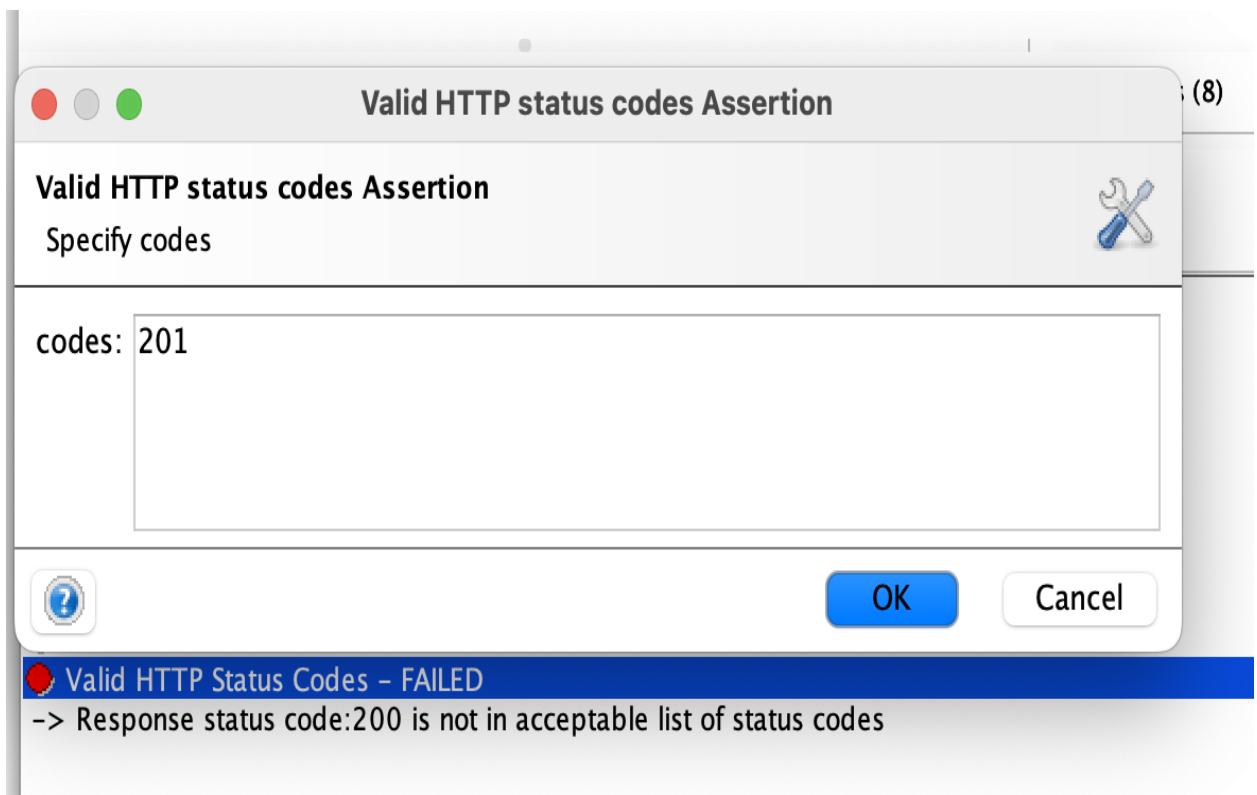 Valid HTTP status codes Assertion
(8)
Valid HTTP status codes Assertion
Specify codes
codes: 201
OK Cancel
Valid HTTP Status Codes – FAILED
–> Response status code:200 is not in acceptable list of status codes